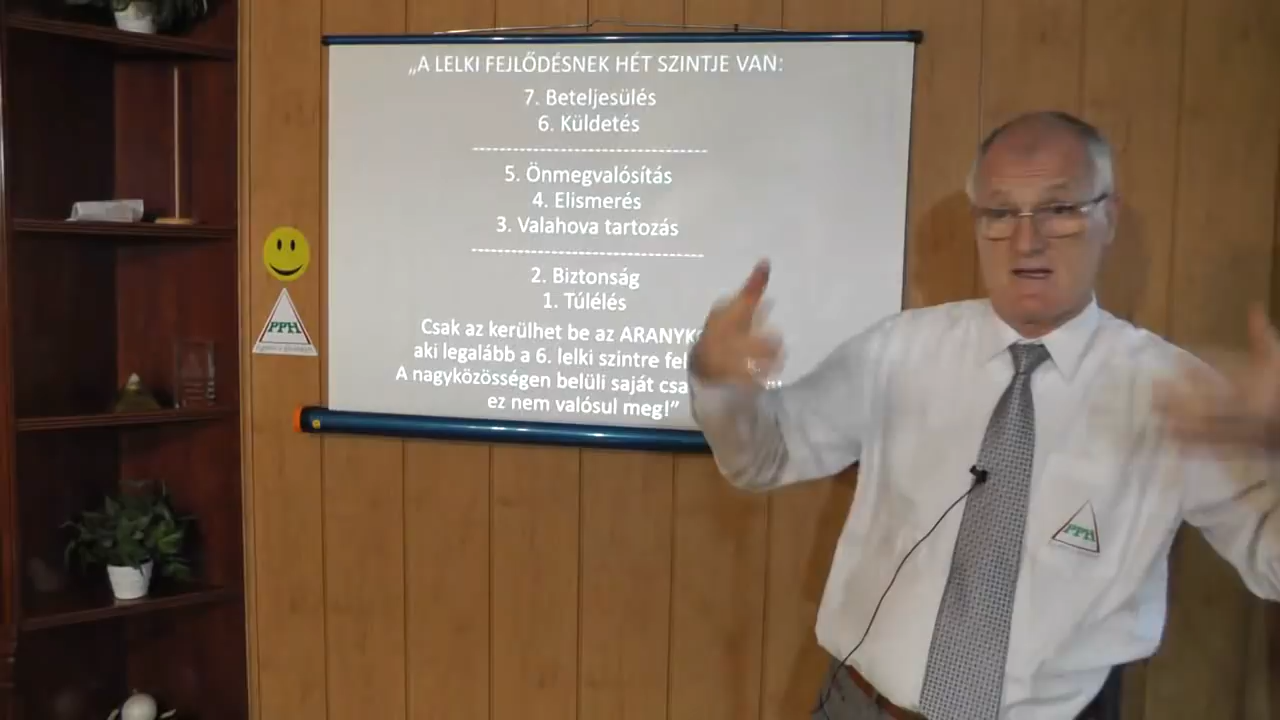 „A LELKI FEJLŐDÉSNEK HÉT SZINTJE VAN:
7. Beteljesülés
6. Küldetés
5. Önmegvalósítás
4. Elismerés
3. Valahova tartozás
2. Biztonság
1. Túlélés
Csak az kerülhet be az
aki legalább a 6. lelki szintre
A nagyközösségen belüli saját
ez nem valósul meg!”
PPH
PPH